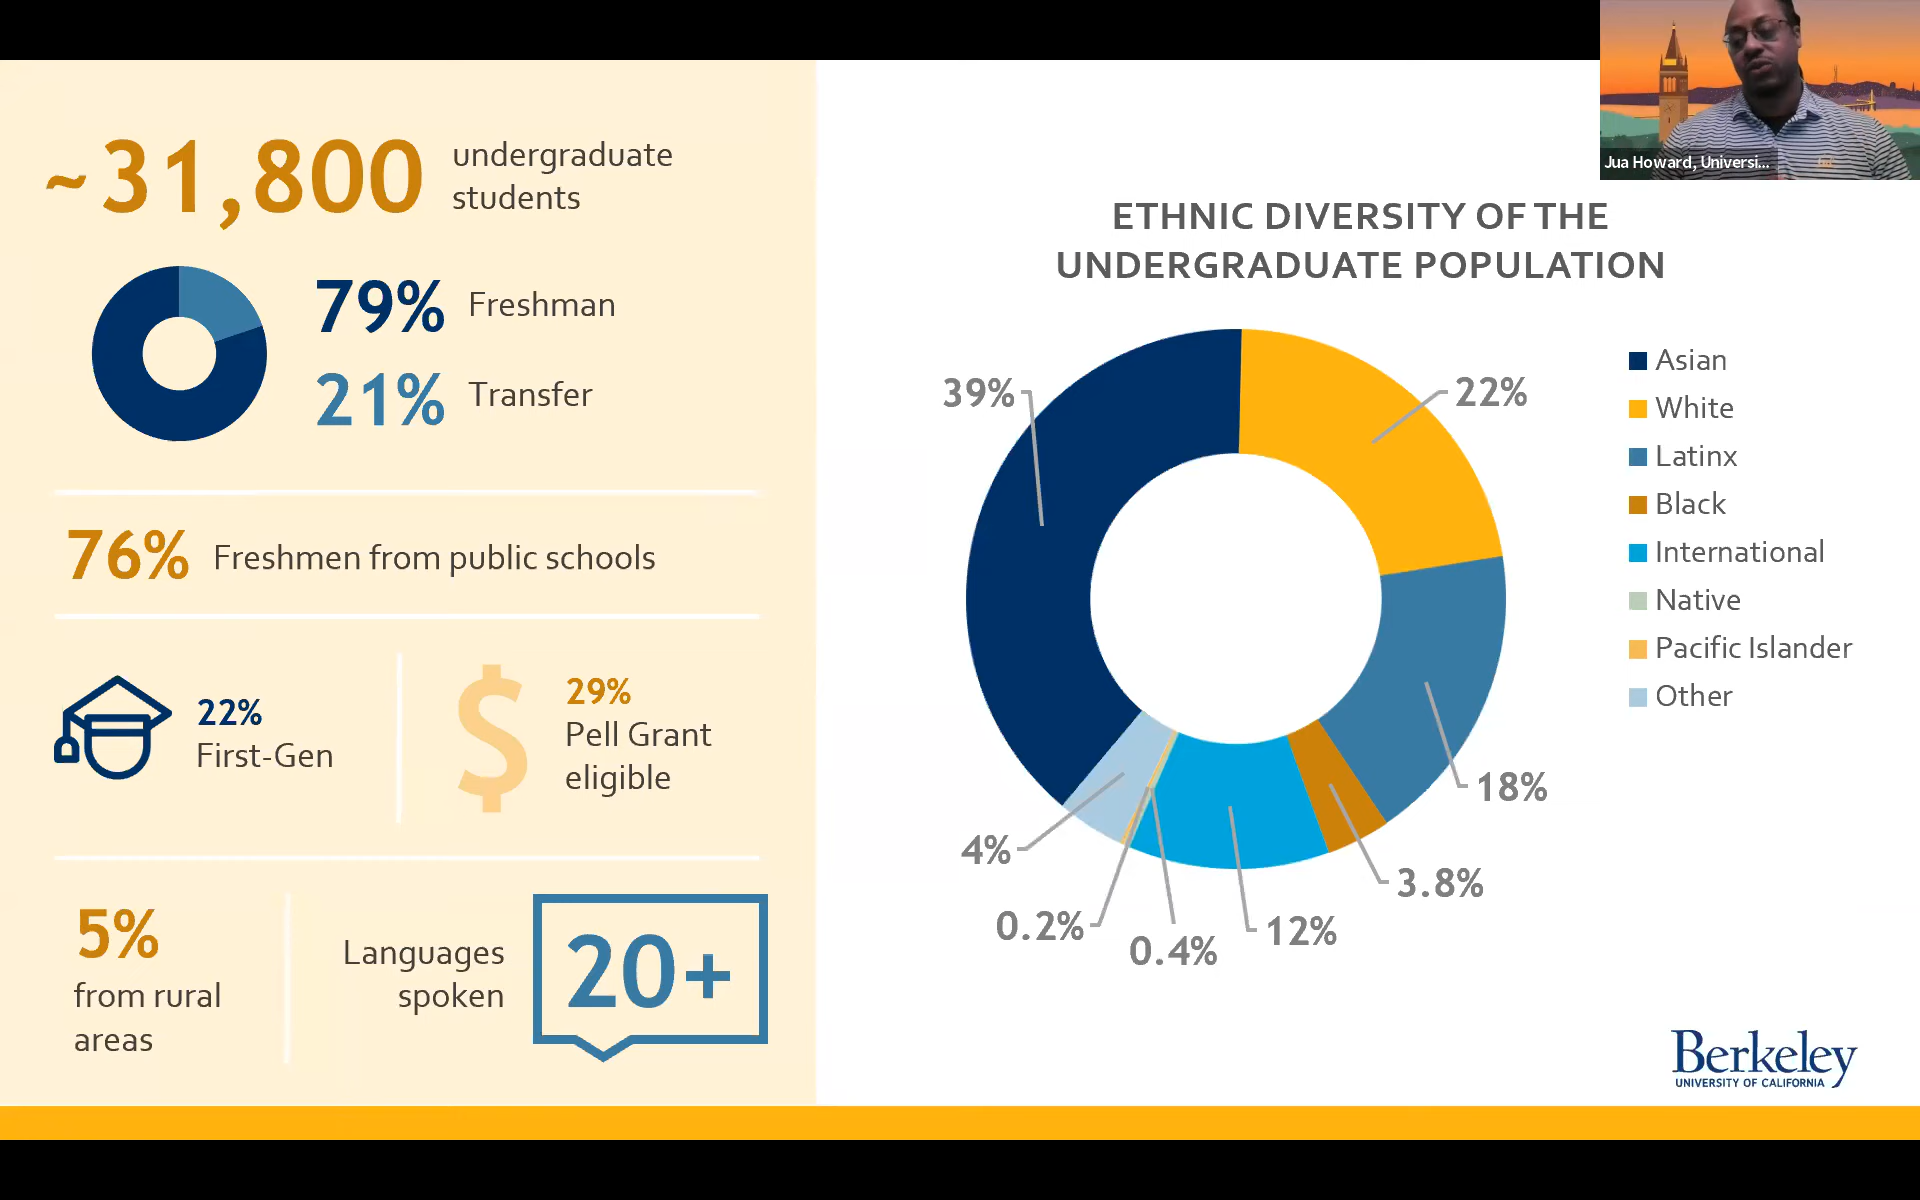 ~31,800
undergraduate
students
79% Freshman
21% Transfer
76% Freshmen from public schools
22%
First-Gen
29%
Pell Grant
eligible
5%
from rural
areas
Languages
spoken
20+
Jua Howard, Universi...
ETHNIC DIVERSITY OF THE
UNDERGRADUATE POPULATION
39%
22%
18%
3.8%
12%
0.4%
0.2%
4%
Asian
White
Latinx
Black
International
Native
Pacific Islander
Other
Berkeley
UNIVERSITY OF CALIFORNIA